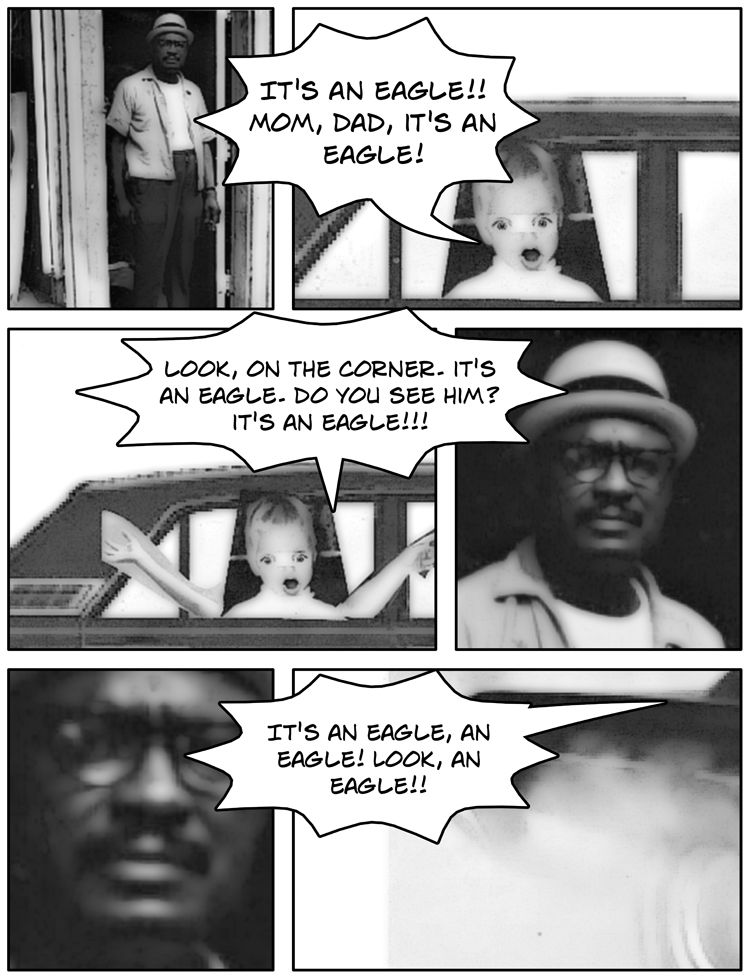 IT'S AN EAGLE!!
MOM, DAD, IT'S AN
EAGLE!
LOOK, ON THE CORNER. IT'S
AN EAGLE. DO YOU SEE HIM?
IT'S AN EAGLE!!!
IT'S AN EAGLE, AN
EAGLE! LOOK, AN
EAGLE!!